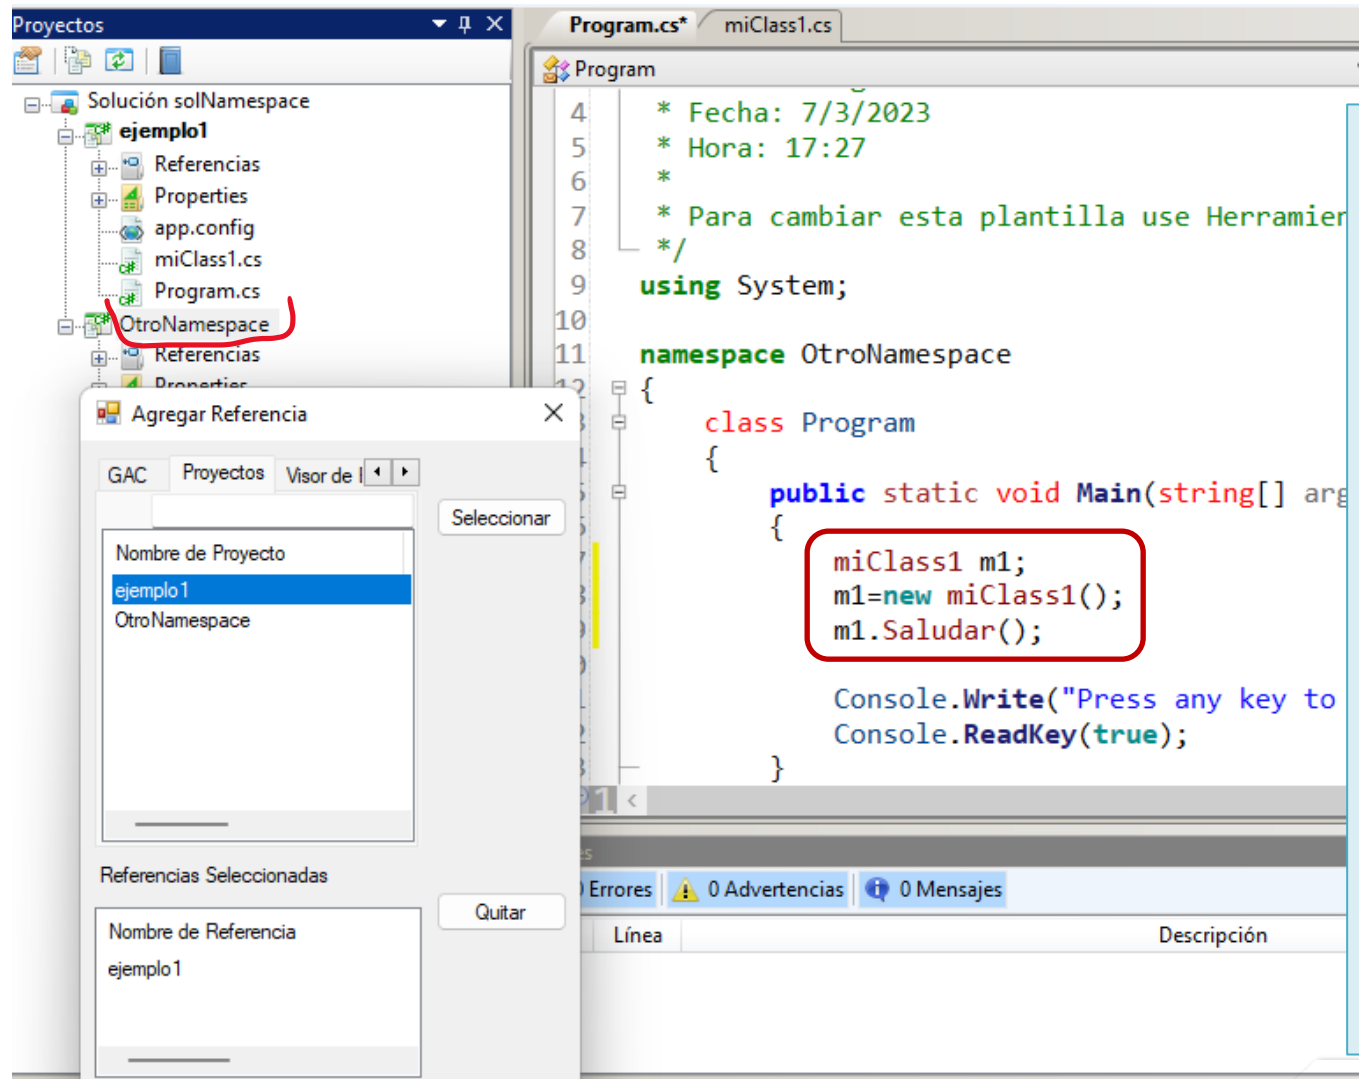 Proyectos
Solución solNamespace
ejemplo1
Referencias
Properties
app.config
miClass1.cs
Program.cs
OtroNamespace
Referencias
Properties
Agregar Referencia
GAC Proyectos Visor de
Seleccionar
Nombre de Proyecto
ejemplo1
OtroNamespace
Referencias Seleccionadas
Quitar
Nombre de Referencia
ejemplo1
Program.cs* miClass1.cs
Program
4 * Fecha: 7/3/2023
5 * Hora: 17:27
6 *
7 * Para cambiar esta plantilla use Herramien
8 */
9 using System;
10
11 namespace OtroNamespace
12 {
class Program
{
public static void Main(string[] arg
{
miClass1 m1;
m1=new miClass1();
m1.Saludar();
Console.Write("Press any key to
Console.ReadKey(true);
}
0 Errores 0 Advertencias 0 Mensajes
Línea Descripción